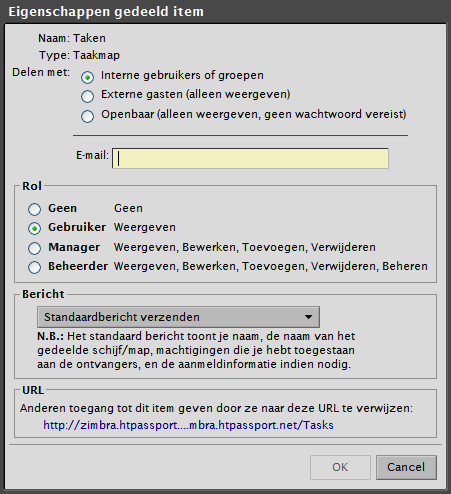 Eigenschappen gedeeld item
Naam: Taken
Type: Taakmap
Delen met: Interne gebruikers of groepen
Externe gasten (alleen weergeven)
Openbaar (alleen weergeven, geen wachtwoord vereist)
E-mail:
Rol
Geen Geen
Gebruiker Weergeven
Manager Weergeven, Bewerken, Toevoegen, Verwijderen
Beheerder Weergeven, Bewerken, Toevoegen, Verwijderen, Beheren
Bericht
Standaardbericht verzenden
N.B.: Het standaard bericht toont je naam, de naam van het
gedeelde schijf/map, machtigingen die je hebt toegestaan
aan de ontvangers, en de aanmeldinformatie indien nodig.
URL
Anderen toegang tot dit item geven door ze naar deze URL te verwijzen:
http://zimbra.htpassport....mbra.htpassport.net/Tasks
OK Cancel